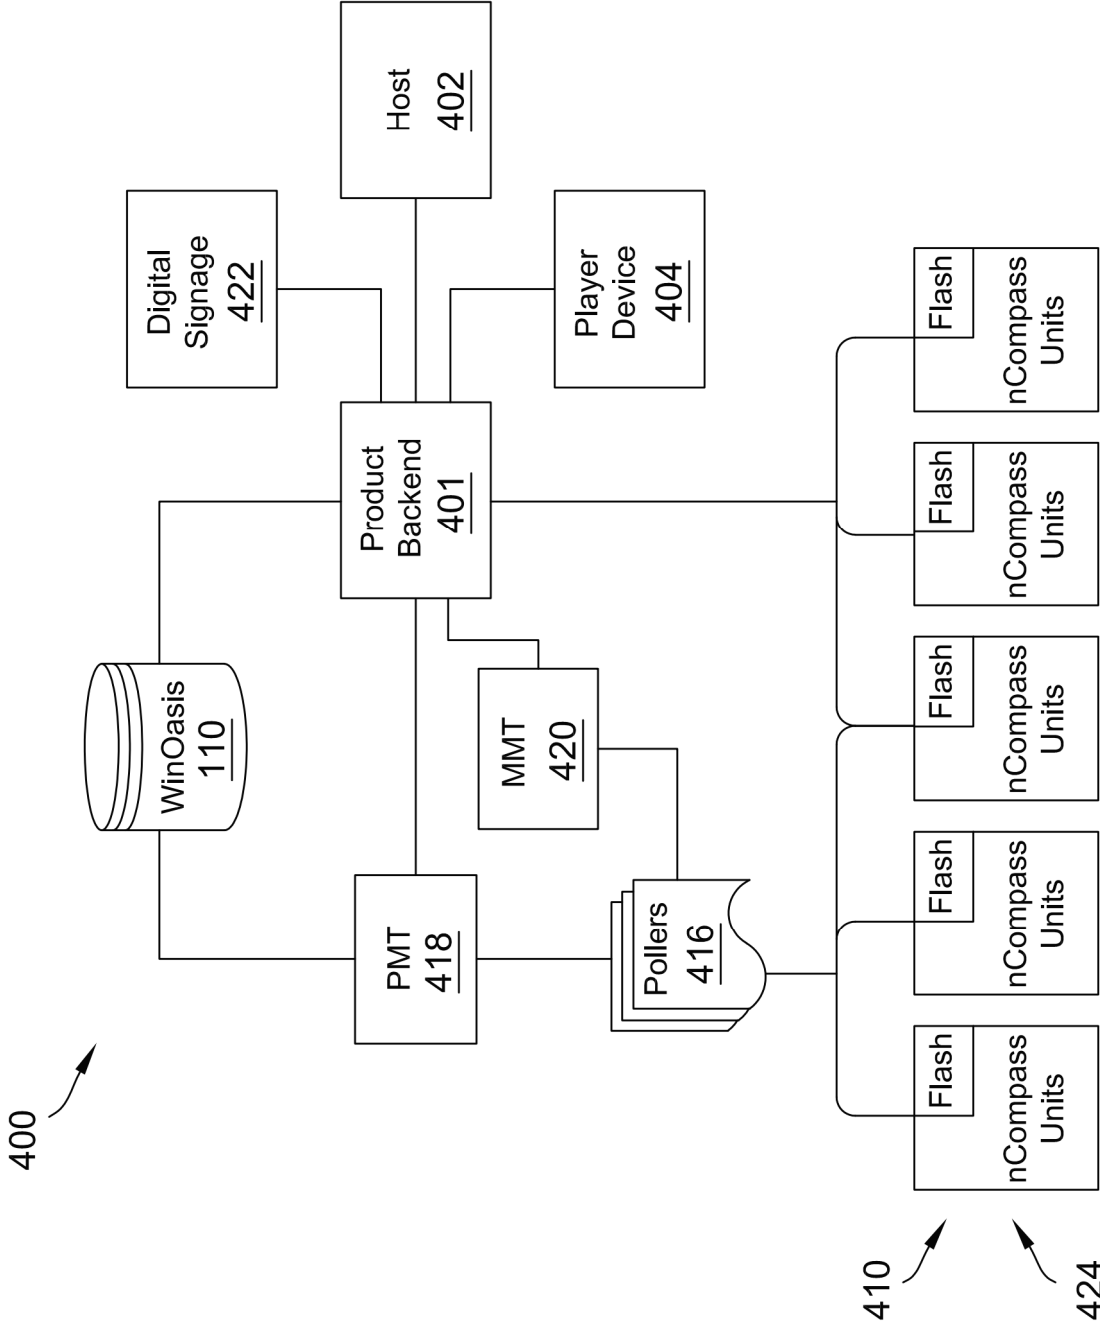 400
WinOasis
110
Digital
Signage
422
PMT
418
Product
Backend
401
Host
402
MMT
420
Player
Device
404
Pollers
416
410
Flash
Flash
Flash
Flash
Flash
424
nCompass
Units
nCompass
Units
nCompass
Units
nCompass
Units
nCompass
Units